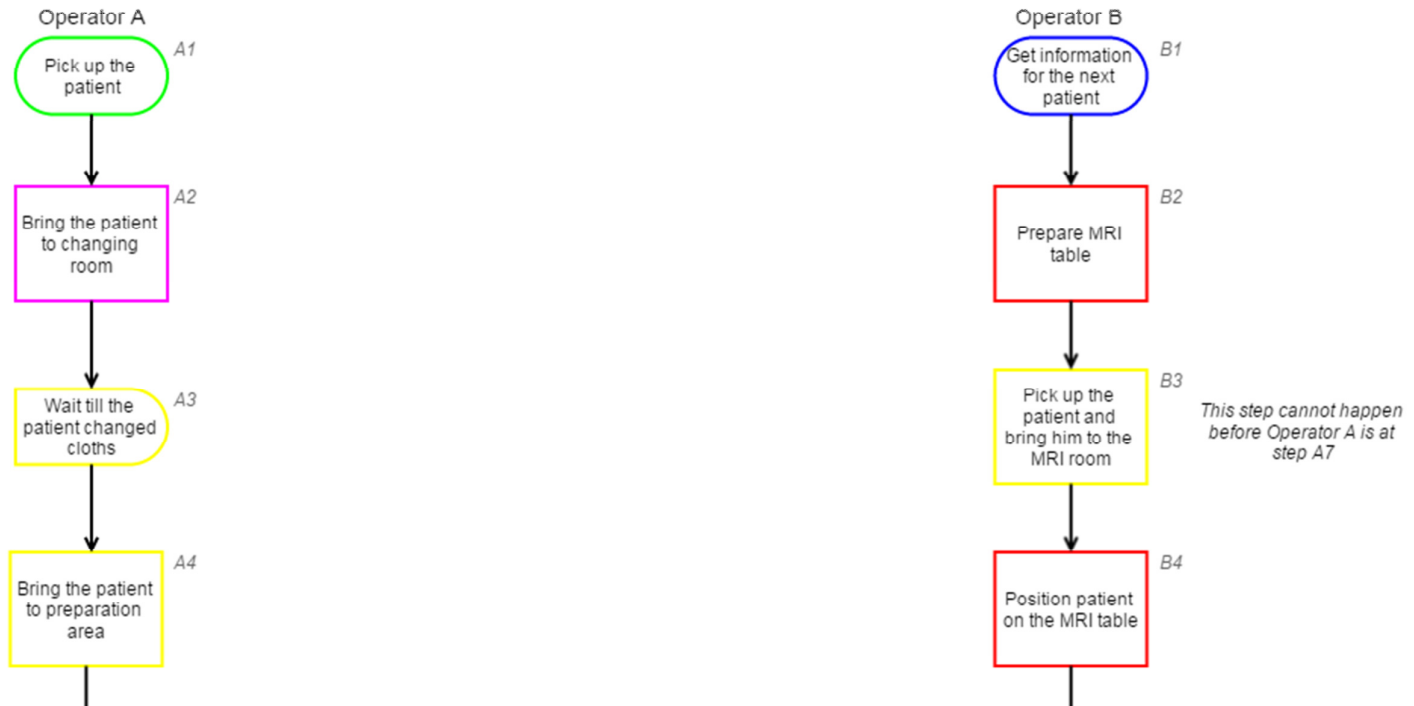 Operator A
A1
Pick up the
patient
A2
Bring the patient
to changing
room
A3
Wait till the
patient changed
cloths
A4
Bring the patient
to preparation
area
Operator B
B1
Get information
for the next
patient
B2
Prepare MRI
table
B3
Pick up the
patient and
bring him to the
MRI room
This step cannot happen
before Operator A is at
step A7
B4
Position patient
on the MRI table